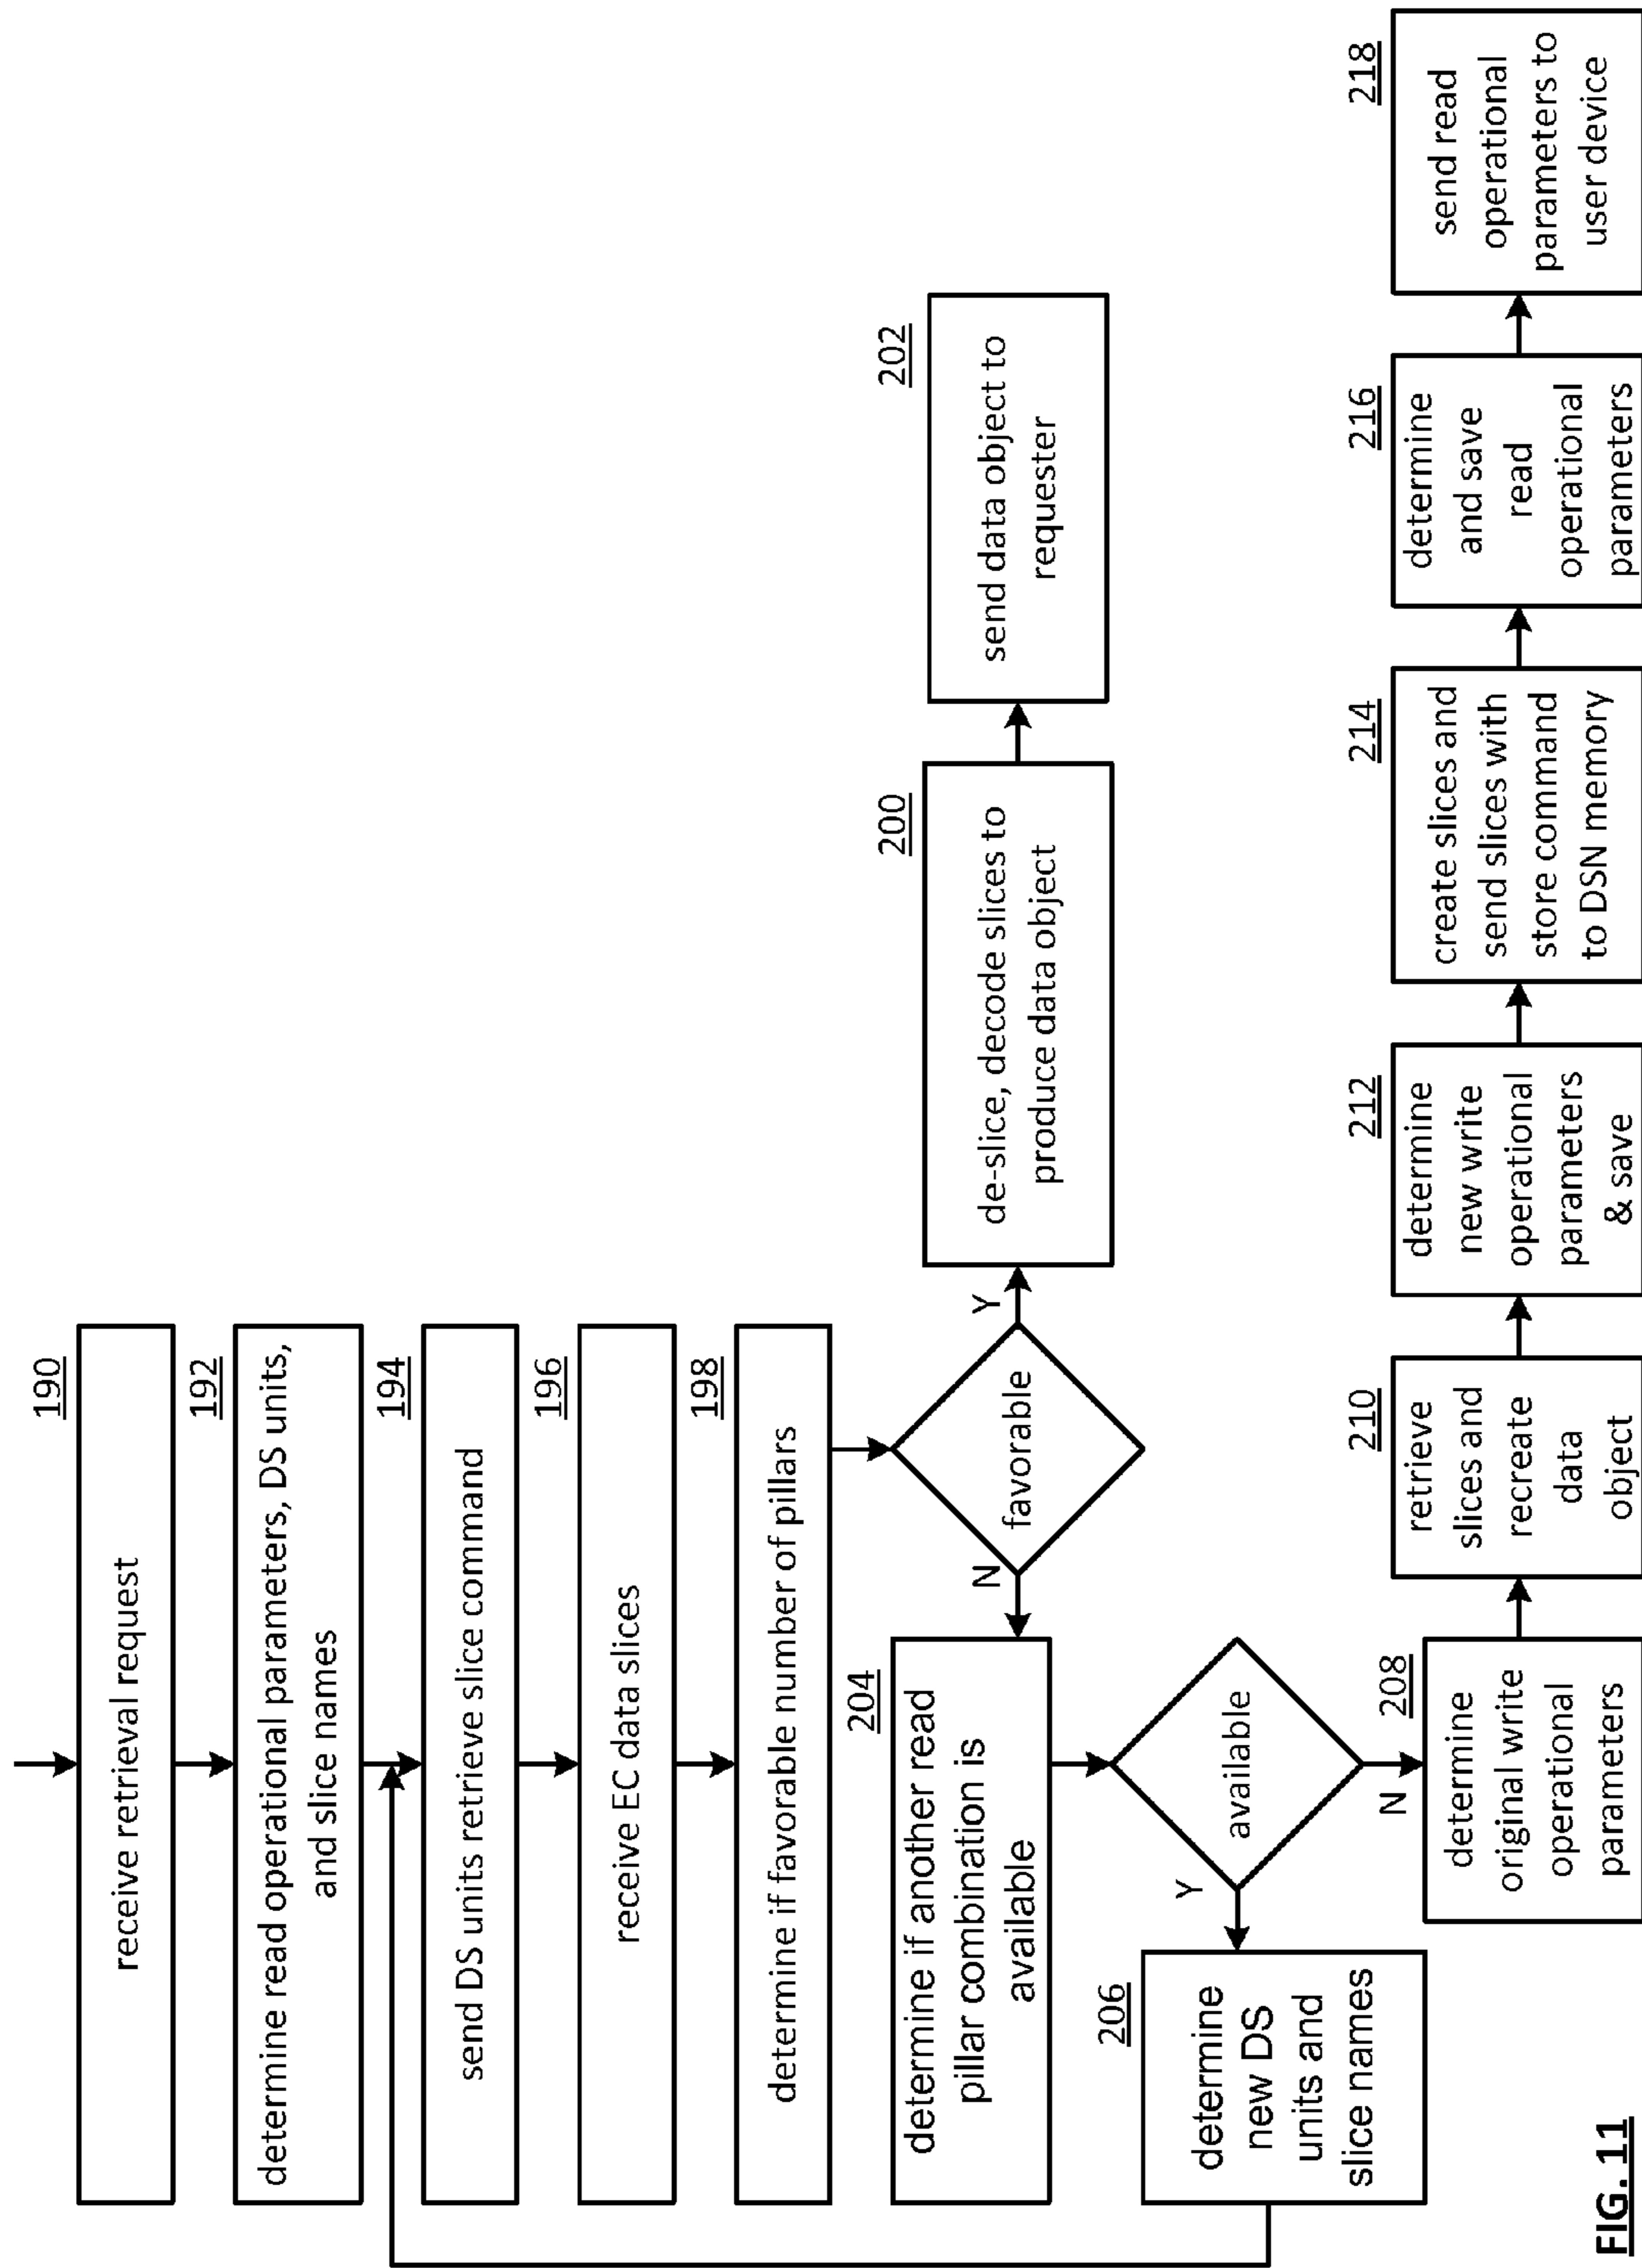 190
receive retrieval request
192
determine read operational parameters, DS units,
and slice names
194
send DS units retrieve slice command
196
receive EC data slices
198
determine if favorable number of pillars
favorable
Y
N
200
de-slice, decode slices to
produce data object
202
send data object to
requester
204
determine if another read
pillar combination is
available
available
Y
N
206
determine
new DS
units and
slice names
208
determine
original write
operational
parameters
210
retrieve
slices and
recreate
data
object
212
determine
new write
operational
parameters
& save
214
create slices and
send slices with
store command
to DSN memory
216
determine
and save
read
operational
parameters
218
send read
operational
parameters to
user device
FIG. 11